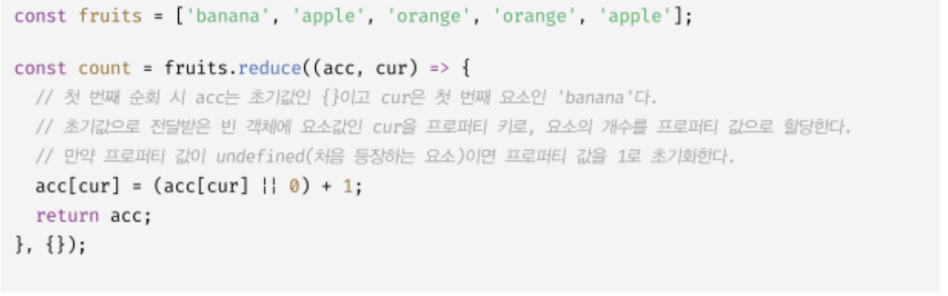 const fruits = ['banana', 'apple', 'orange', 'orange', 'apple'];
const count = fruits.reduce((acc, cur) => {
// 첫 번째 순회 시 acc는 초기값인 {}이고 cur은 첫 번째 요소인 'banana'다.
// 초기값으로 전달받은 빈 객체에 요소값인 cur을 프로퍼티 키로, 요소의 개수를 프로퍼티 값으로 할당한다.
// 만약 프로퍼티 값이 undefined(처음 등장하는 요소)이면 프로퍼티 값을 1로 초기화한다.
acc[cur] = (acc[cur] || 0) + 1;
return acc;
}, {});